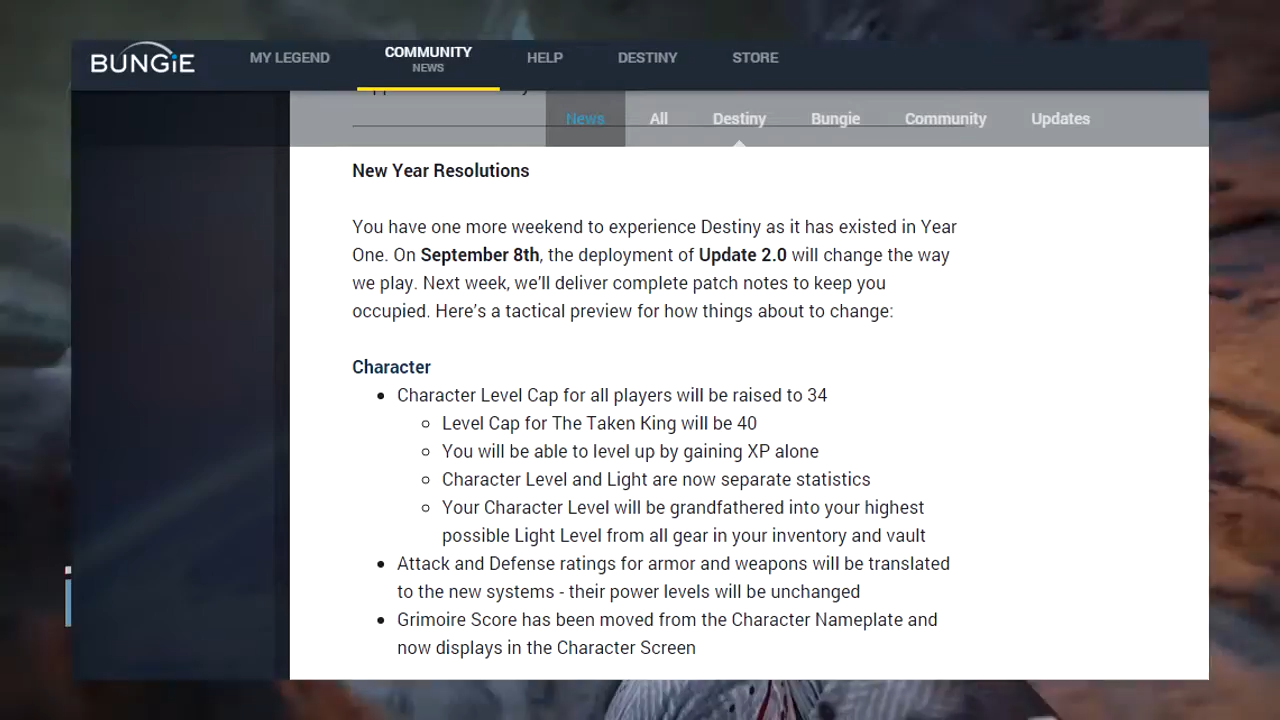 BUNGiE
MY LEGEND
COMMUNITY
NEWS
HELP
DESTINY
STORE
News
All
Destiny
Bungie
Community
Updates
New Year Resolutions
You have one more weekend to experience Destiny as it has existed in Year
One. On September 8th, the deployment of Update 2.0 will change the way
we play. Next week, we'll deliver complete patch notes to keep you
occupied. Here's a tactical preview for how things about to change:
Character
• Character Level Cap for all players will be raised to 34
○ Level Cap for The Taken King will be 40
○ You will be able to level up by gaining XP alone
○ Character Level and Light are now separate statistics
○ Your Character Level will be grandfathered into your highest
possible Light Level from all gear in your inventory and vault
• Attack and Defense ratings for armor and weapons will be translated
to the new systems - their power levels will be unchanged
• Grimoire Score has been moved from the Character Nameplate and
now displays in the Character Screen